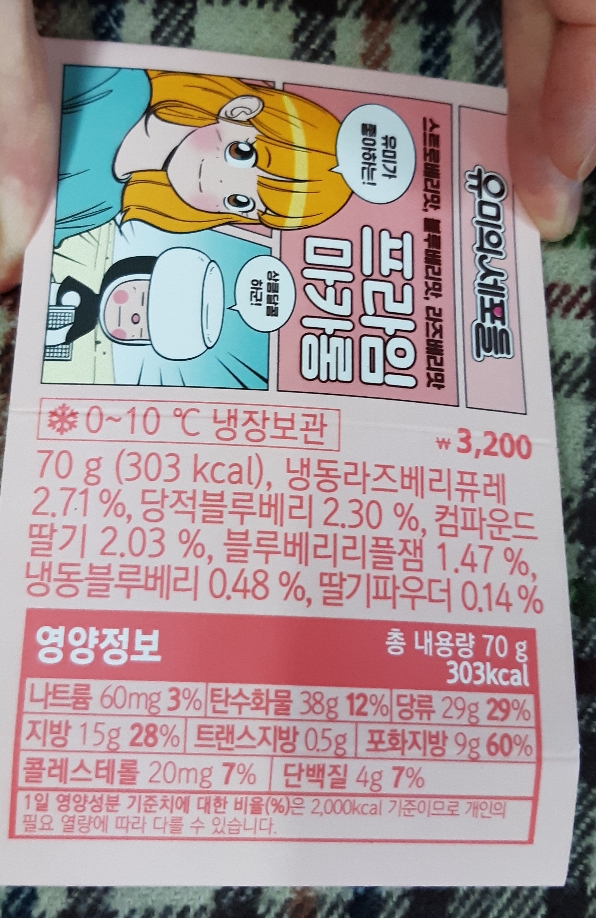 유미의 세포들
스트로베리맛, 블루베리맛, 라즈베리맛
프라임
마카롱
유미가
좋아하는!
상콤달콤
하군!
0~10 ℃ 냉장보관
₩3,200
70 g (303 kcal), 냉동라즈베리퓨레
2.71 %, 당적블루베리 2.30 %, 컴파운드
딸기 2.03 %, 블루베리리플잼 1.47 %,
냉동블루베리 0.48 %, 딸기파우더 0.14 %
영양정보 총 내용량 70 g
303kcal
나트륨 60mg 3% 탄수화물 38g 12% 당류 29g 29%
지방 15g 28% 트랜스지방 0.5g 포화지방 9g 60%
콜레스테롤 20mg 7% 단백질 4g 7%
1일 영양성분 기준치에 대한 비율(%)은 2,000kcal 기준이므로 개인의
필요 열량에 따라 다를 수 있습니다.